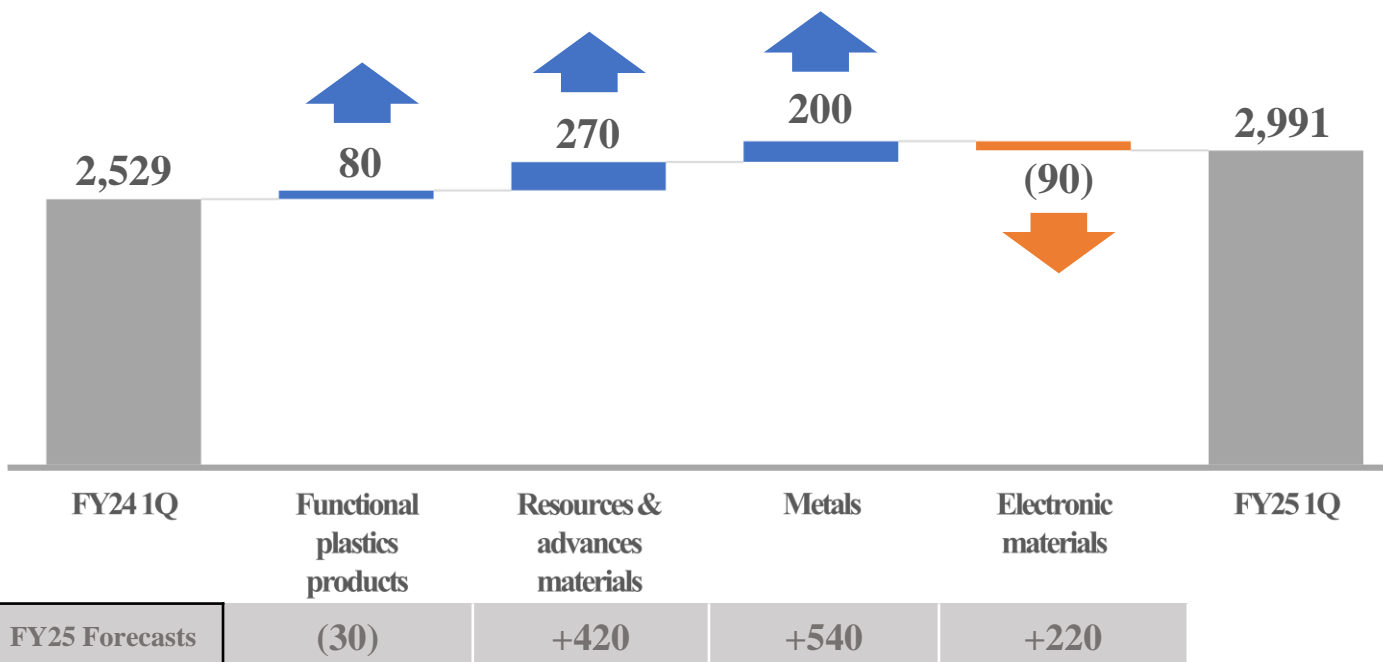 200
270
2,991
80
2,529
(90)
FY24 1Q
Functional
plastics
products
Resources &
advances
materials
Metals
Electronic
materials
FY25 1Q
FY25 Forecasts (30) +420 +540 +220